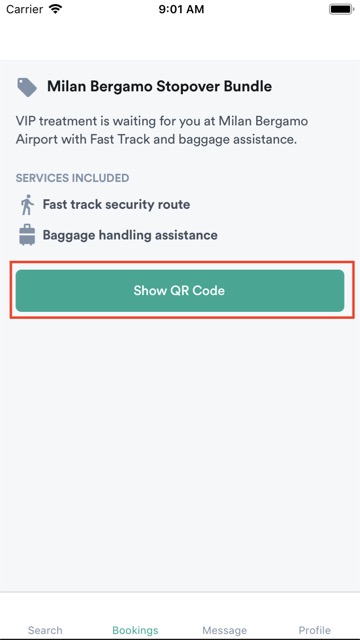 Carrier 9:01 AM
Milan Bergamo Stopover Bundle
VIP treatment is waiting for you at Milan Bergamo
Airport with Fast Track and baggage assistance.
SERVICES INCLUDED
Fast track security route
Baggage handling assistance
Show QR Code
Search Bookings Message Profile